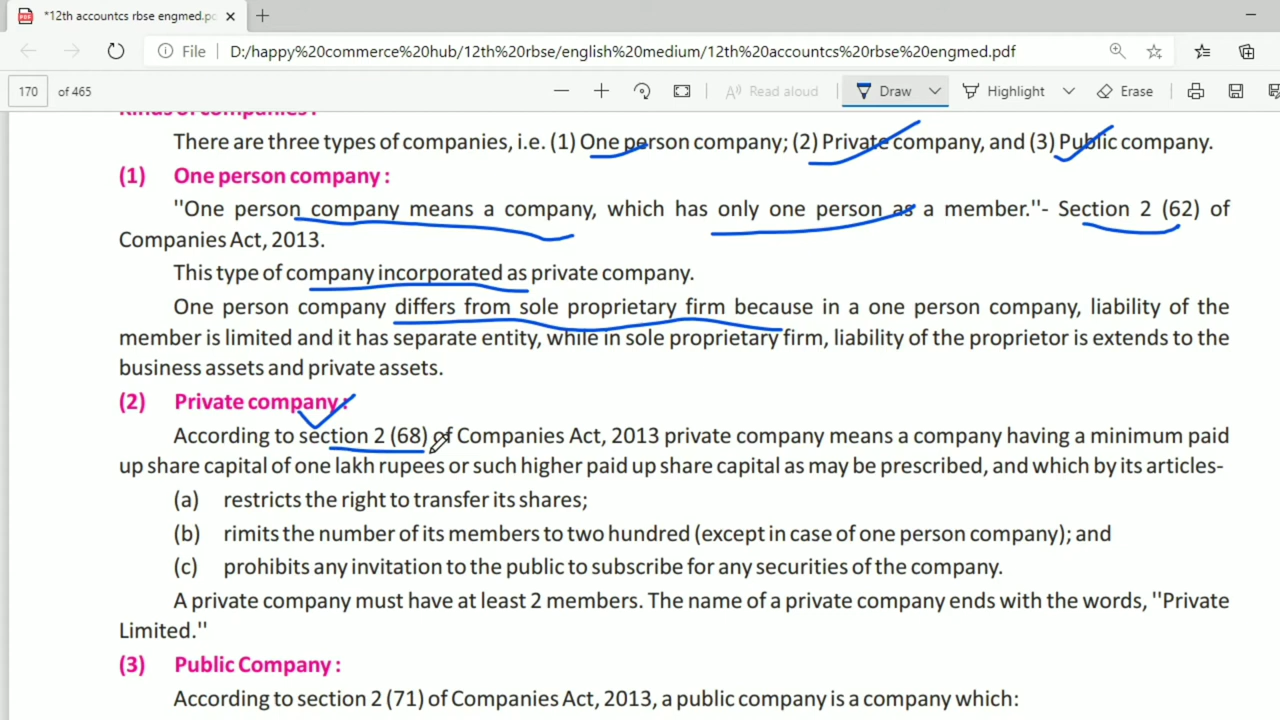 *12th accountcs rbse engmed.pc
File D:/happy%20commerce%20hub/12th%20rbse/english%20medium/12th%20accountcs%20rbse%20engmed.pdf
170 of 465 Read aloud Draw Highlight Erase
Kinds of companies :
There are three types of companies, i.e. (1) One person company; (2) Private company, and (3) Public company.
(1) One person company :
''One person company means a company, which has only one person as a member.''- Section 2 (62) of
Companies Act, 2013.
This type of company incorporated as private company.
One person company differs from sole proprietary firm because in a one person company, liability of the
member is limited and it has separate entity, while in sole proprietary firm, liability of the proprietor is extends to the
business assets and private assets.
(2) Private company :
According to section 2 (68) of Companies Act, 2013 private company means a company having a minimum paid
up share capital of one lakh rupees or such higher paid up share capital as may be prescribed, and which by its articles-
(a) restricts the right to transfer its shares;
(b) rimits the number of its members to two hundred (except in case of one person company); and
(c) prohibits any invitation to the public to subscribe for any securities of the company.
A private company must have at least 2 members. The name of a private company ends with the words, ''Private
Limited.''
(3) Public Company :
According to section 2 (71) of Companies Act, 2013, a public company is a company which: